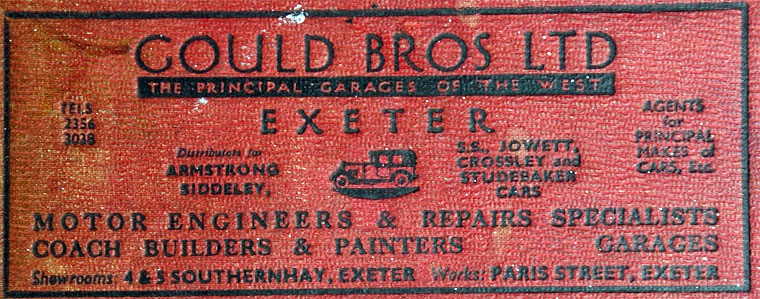 GOULD BROS LTD
THE PRINCIPAL GARAGES OF THE WEST
EXETER
TELS
2356
3038
Distributors for
ARMSTRONG
SIDDELEY,
S.S., JOWETT,
CROSSLEY and
STUDEBAKER
CARS
AGENTS
for
PRINCIPAL
MAKES of
CARS, Etc.
MOTOR ENGINEERS & REPAIRS SPECIALISTS
COACH BUILDERS & PAINTERS GARAGES
Showrooms: 4 & 5 SOUTHERNHAY, EXETER Works: PARIS STREET, EXETER